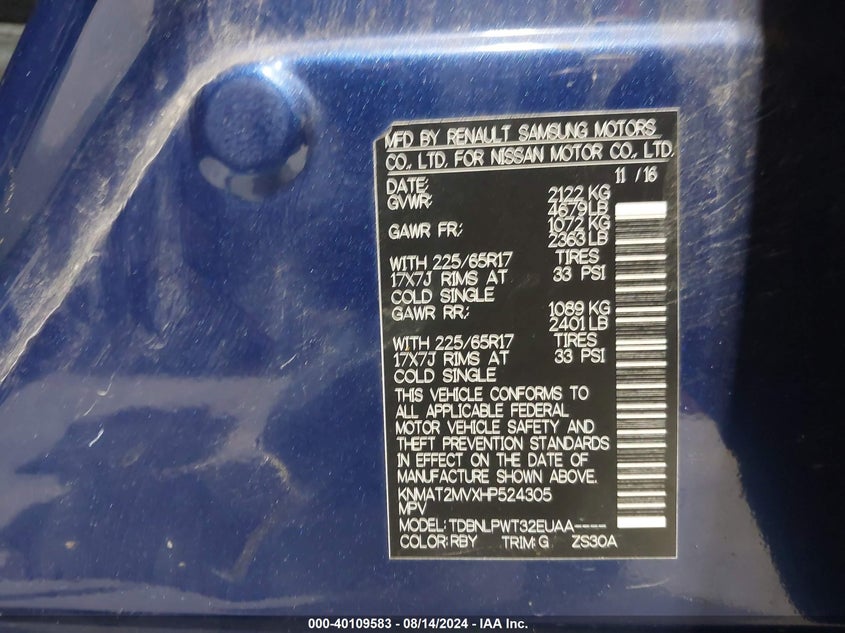 MFD BY RENAULT SAMSUNG MOTORS
CO., LTD. FOR NISSAN MOTOR CO., LTD.
DATE: 11 / 16
GVWR: 2122 KG
4679 LB
GAWR FR: 1072 KG
2363 LB
WITH 225/65R17 TIRES
17X7J RIMS AT 33 PSI
COLD SINGLE
GAWR RR: 1089 KG
2401 LB
WITH 225/65R17 TIRES
17X7J RIMS AT 33 PSI
COLD SINGLE
THIS VEHICLE CONFORMS TO
ALL APPLICABLE FEDERAL
MOTOR VEHICLE SAFETY AND
THEFT PREVENTION STANDARDS
IN EFFECT ON THE DATE OF
MANUFACTURE SHOWN ABOVE.
KNMAT2MVXHP524305
MPV
MODEL: TDBNLPWT32EUAA----
COLOR: RBY TRIM: G ZS30A
000-40109583 - 08/14/2024 - IAA Inc.